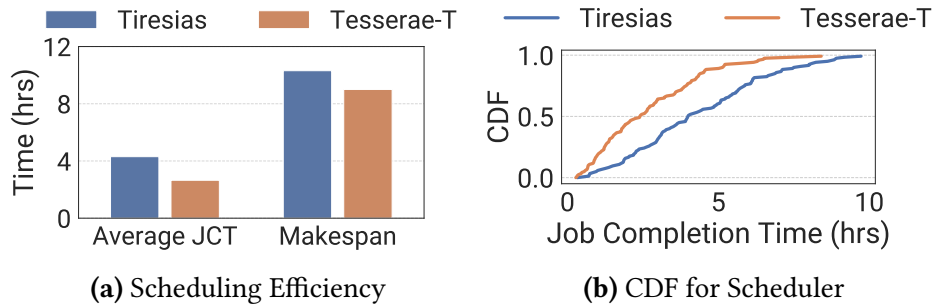 Tiresias Tesserae-T
Time (hrs)
12
8
4
0
Average JCT Makespan
(a) Scheduling Efficiency
Tiresias Tesserae-T
CDF
1.0
0.5
0.0
0 5 10
Job Completion Time (hrs)
(b) CDF for Scheduler